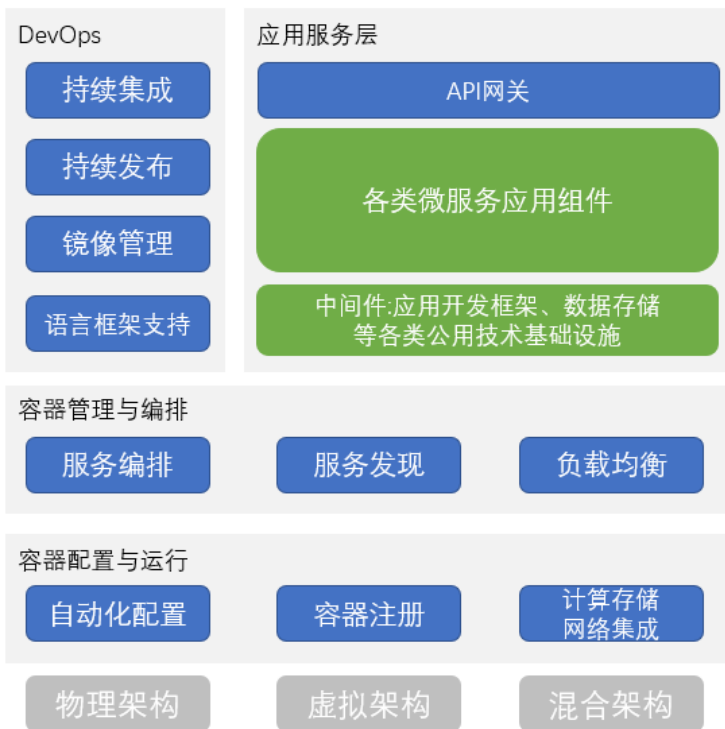 DevOps
持续集成
持续发布
镜像管理
语言框架支持
应用服务层
API网关
各类微服务应用组件
中间件:应用开发框架、数据存储
等各类公用技术基础设施
容器管理与编排
服务编排
服务发现
负载均衡
容器配置与运行
自动化配置
容器注册
计算存储
网络集成
物理架构
虚拟架构
混合架构